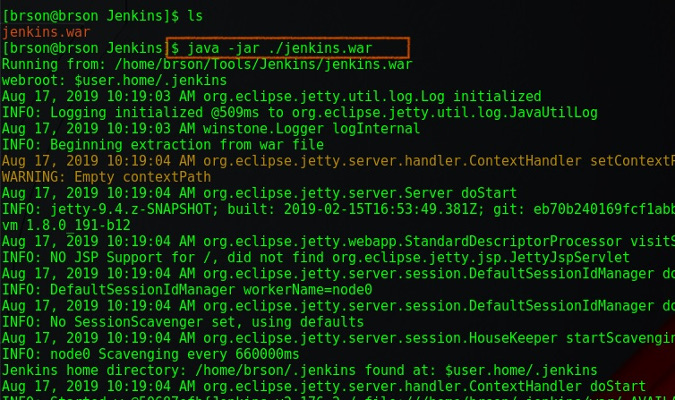 [brson@brson Jenkins]$ ls
jenkins.war
[brson@brson Jenkins]$ java -jar ./jenkins.war
Running from: /home/brson/Tools/Jenkins/jenkins.war
webroot: $user.home/.jenkins
Aug 17, 2019 10:19:03 AM org.eclipse.jetty.util.log.Log initialized
INFO: Logging initialized @509ms to org.eclipse.jetty.util.log.JavaUtilLog
Aug 17, 2019 10:19:03 AM winstone.Logger logInternal
INFO: Beginning extraction from war file
Aug 17, 2019 10:19:04 AM org.eclipse.jetty.server.handler.ContextHandler setContextP
WARNING: Empty contextPath
Aug 17, 2019 10:19:04 AM org.eclipse.jetty.server.Server doStart
INFO: jetty-9.4.z-SNAPSHOT; built: 2019-02-15T16:53:49.381Z; git: eb70b240169fcf1abb
vm 1.8.0_191-b12
Aug 17, 2019 10:19:04 AM org.eclipse.jetty.webapp.StandardDescriptorProcessor visitS
INFO: NO JSP Support for /, did not find org.eclipse.jetty.jsp.JettyJspServlet
Aug 17, 2019 10:19:04 AM org.eclipse.jetty.server.session.DefaultSessionIdManager do
INFO: DefaultSessionIdManager workerName=node0
Aug 17, 2019 10:19:04 AM org.eclipse.jetty.server.session.DefaultSessionIdManager do
INFO: No SessionScavenger set, using defaults
Aug 17, 2019 10:19:04 AM org.eclipse.jetty.server.session.HouseKeeper startScavengin
INFO: node0 Scavenging every 660000ms
Jenkins home directory: /home/brson/.jenkins found at: $user.home/.jenkins
Aug 17, 2019 10:19:04 AM org.eclipse.jetty.server.handler.ContextHandler doStart
INFO: Started